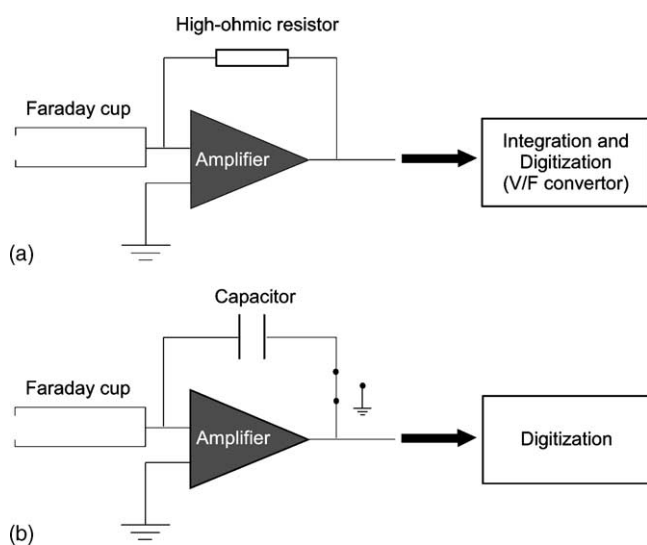 High-ohmic resistor
Faraday cup
Amplifier
Integration and
Digitization
(V/F convertor)
(a)
Capacitor
Faraday cup
Amplifier
Digitization
(b)